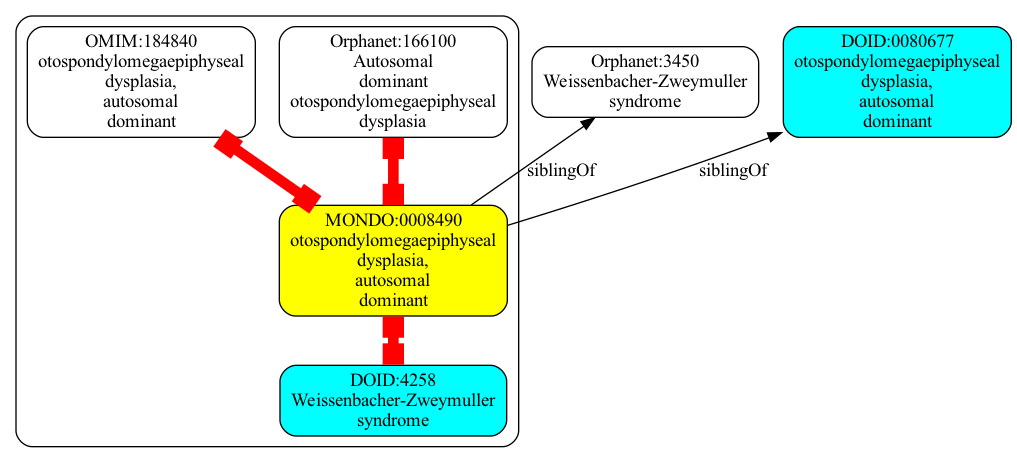 OMIM:184840
otospondylomegaepiphyseal
dysplasia,
autosomal
dominant
Orphanet:166100
Autosomal
dominant
otospondylomegaepiphyseal
dysplasia
Orphanet:3450
Weissenbacher-Zweymuller
syndrome
DOID:0080677
otospondylomegaepiphyseal
dysplasia,
autosomal
dominant
siblingOf
siblingOf
MONDO:0008490
otospondylomegaepiphyseal
dysplasia,
autosomal
dominant
DOID:4258
Weissenbacher-Zweymuller
syndrome